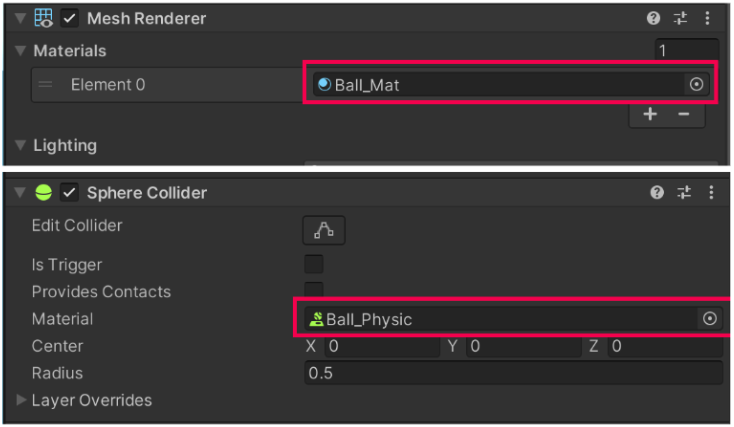 Mesh Renderer
Materials 1
Element 0 Ball_Mat
+ -
Lighting
Sphere Collider
Edit Collider
Is Trigger
Provides Contacts
Material Ball_Physic
Center X 0 Y 0 Z 0
Radius 0.5
Layer Overrides